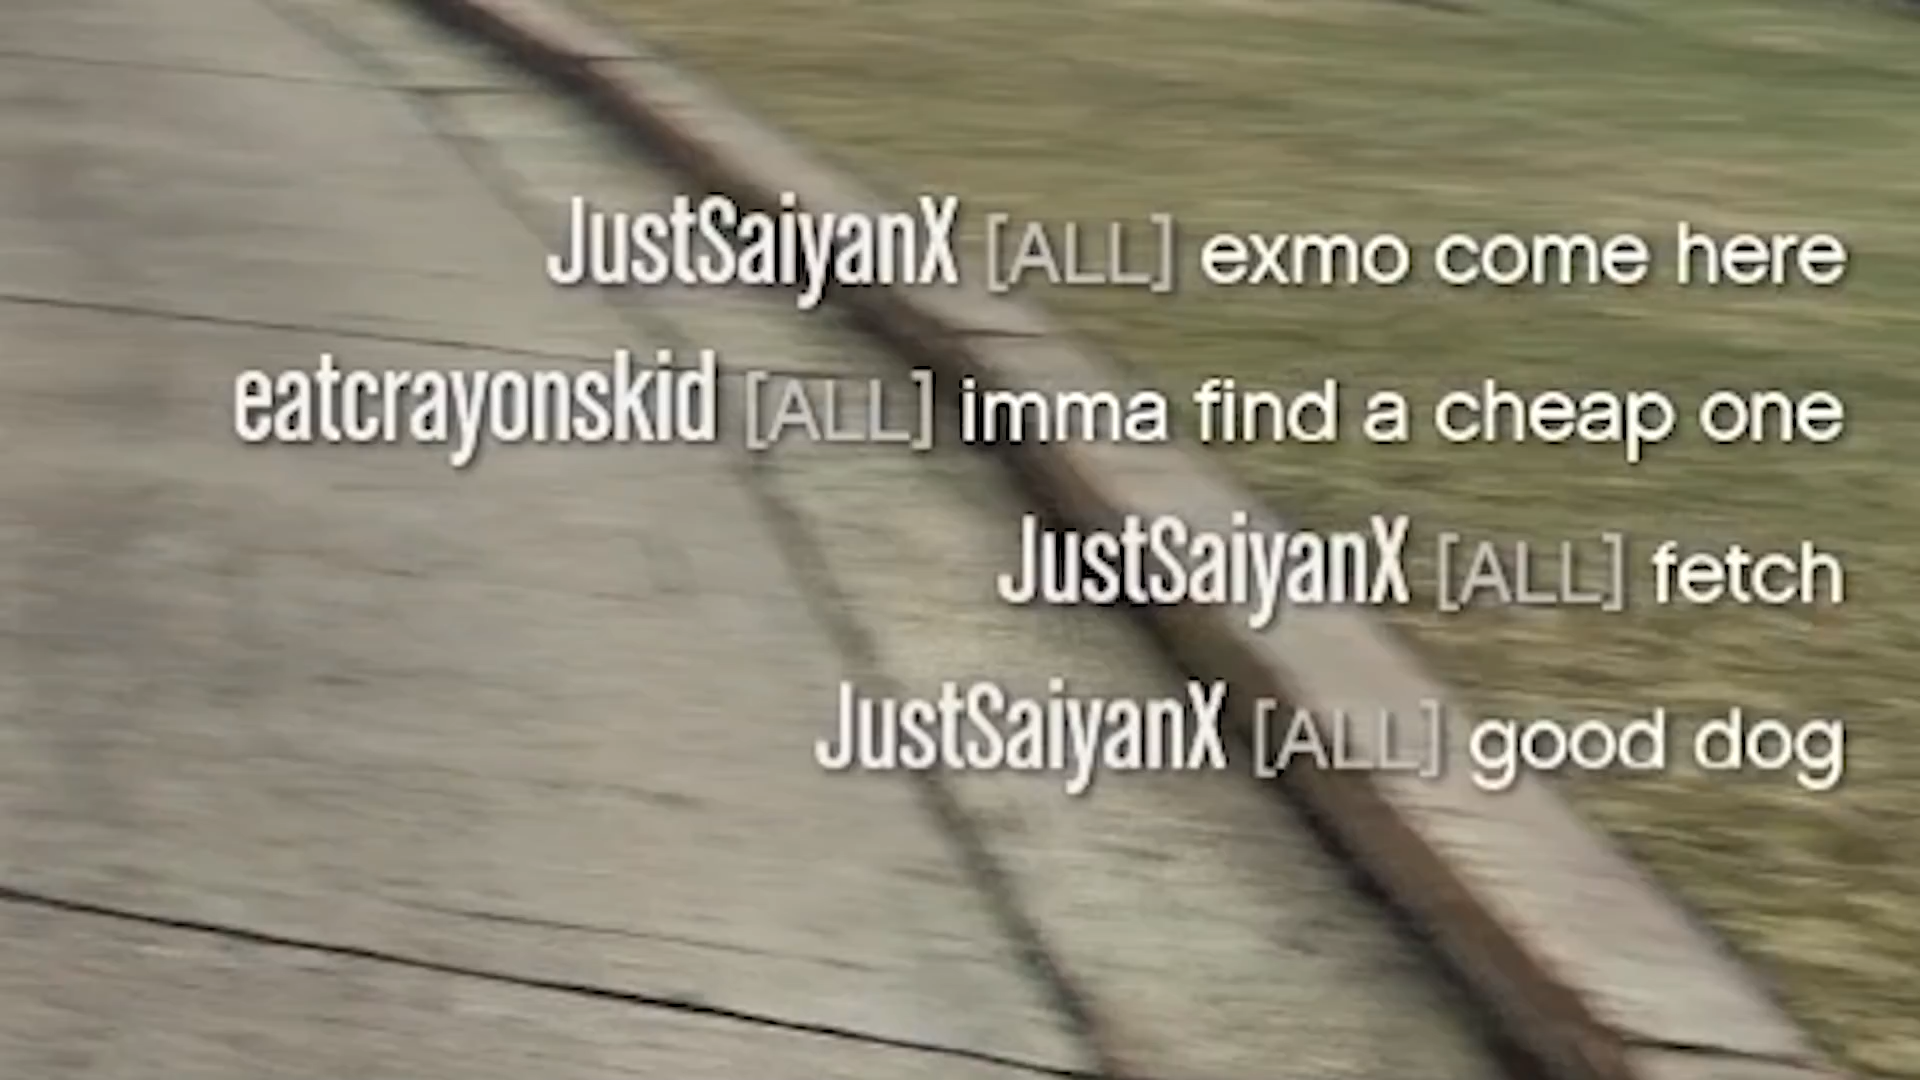 JustSaiyanX [ALL] exmo come here
eatcrayonskid [ALL] imma find a cheap one
JustSaiyanX [ALL] fetch
JustSaiyanX [ALL] good dog